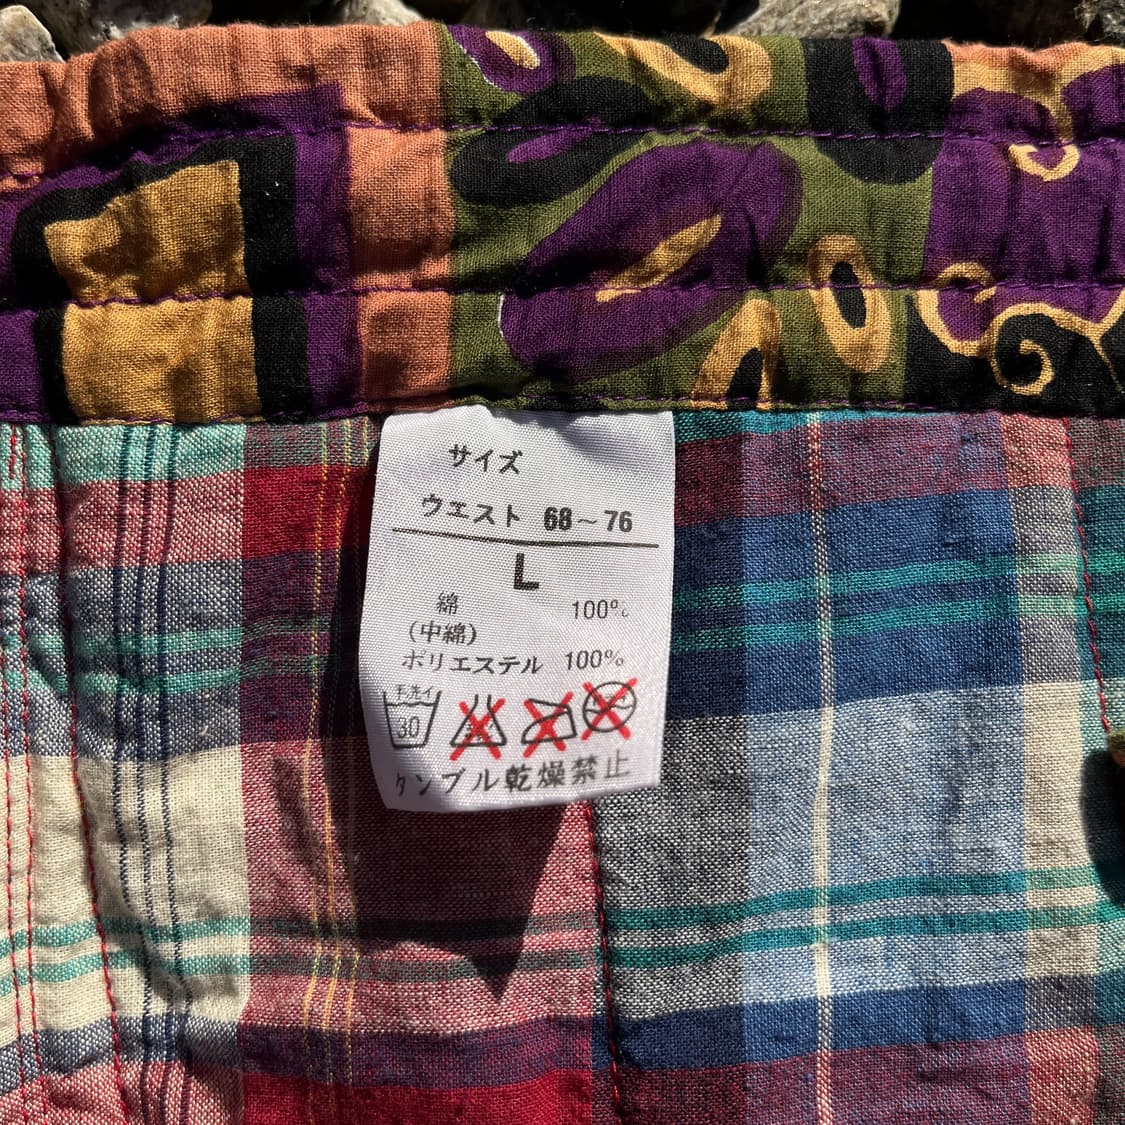 サイズ
ウエスト 68～76
L
綿 100%
(中綿)
ポリエステル 100%
手洗イ
30
タンブル乾燥禁止